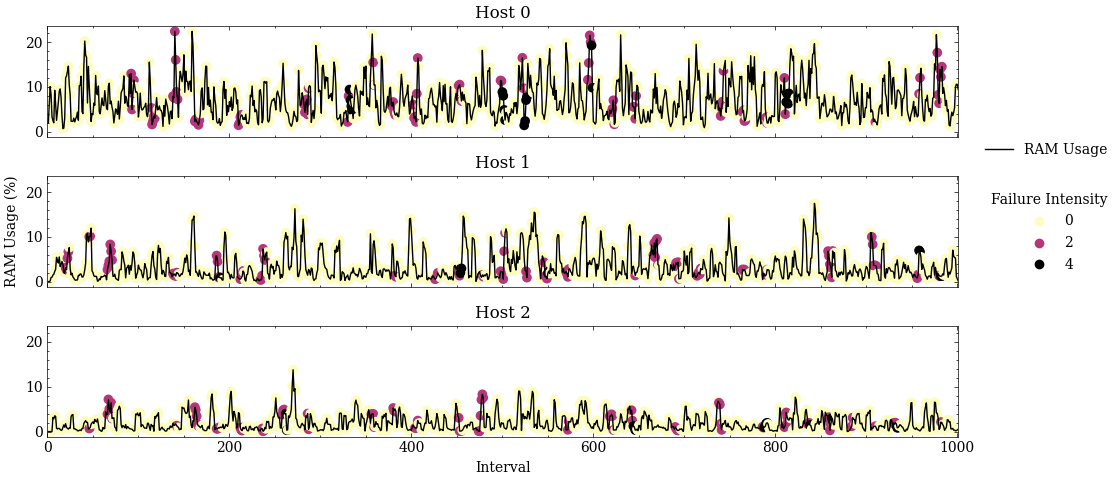 Host 0
20
10
0
Host 1
20
10
0
RAM Usage (%)
Host 2
20
10
0
0 200 400 600 800 1000
Interval
RAM Usage
Failure Intensity
0
2
4